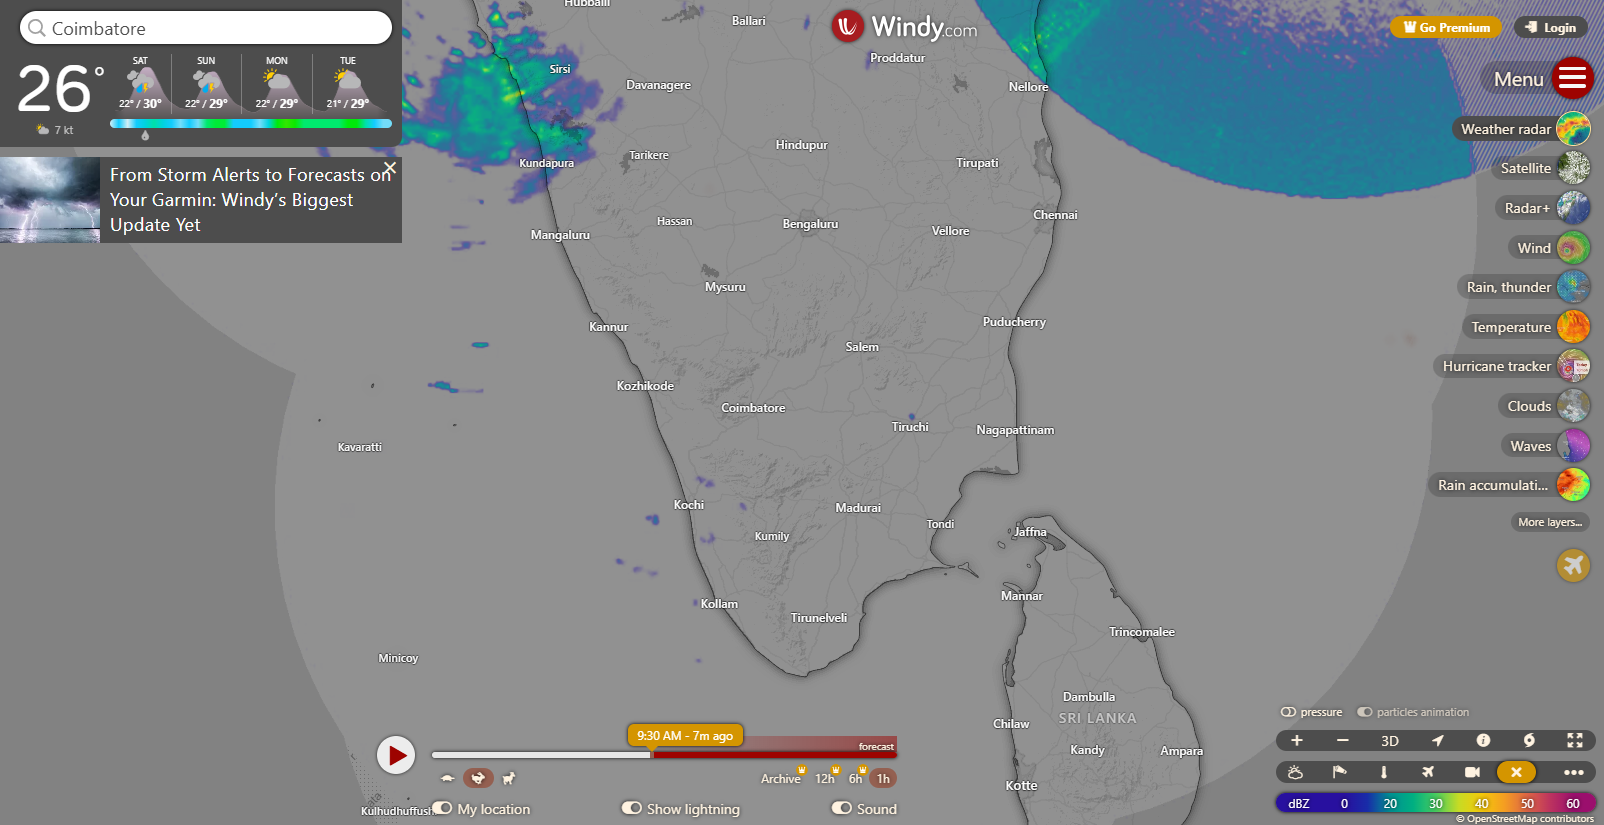 Coimbatore
26°
7 kt
SAT
SUN
MON
TUE
22° / 30°
22° / 29°
22° / 29°
21° / 29°
From Storm Alerts to Forecasts on
Your Garmin: Windy’s Biggest
Update Yet
Windy.com
Go Premium
Login
Menu
Weather radar
Satellite
Radar+
Wind
Rain, thunder
Temperature
Hurricane tracker
Clouds
Waves
Rain accumulati...
More layers...
Hubballi
Ballari
Proddatur
Sirsi
Davanagere
Nellore
Hindupur
Kundapura
Tarikere
Tirupati
Hassan
Bengaluru
Chennai
Mangaluru
Vellore
Mysuru
Kannur
Puducherry
Salem
Kozhikode
Coimbatore
Tiruchi
Nagapattinam
Kavaratti
Kochi
Madurai
Tondi
Jaffna
Kumily
Mannar
Kollam
Tirunelveli
Trincomalee
Minicoy
Dambulla
Chilaw
SRI LANKA
Kandy
Ampara
Kotte
Kulhudhuffush
9:30 AM - 7m ago
forecast
Archive
12h
6h
1h
My location
Show lightning
Sound
pressure
particles animation
+
−
3D
dBZ
0
20
30
40
50
60
© OpenStreetMap contributors